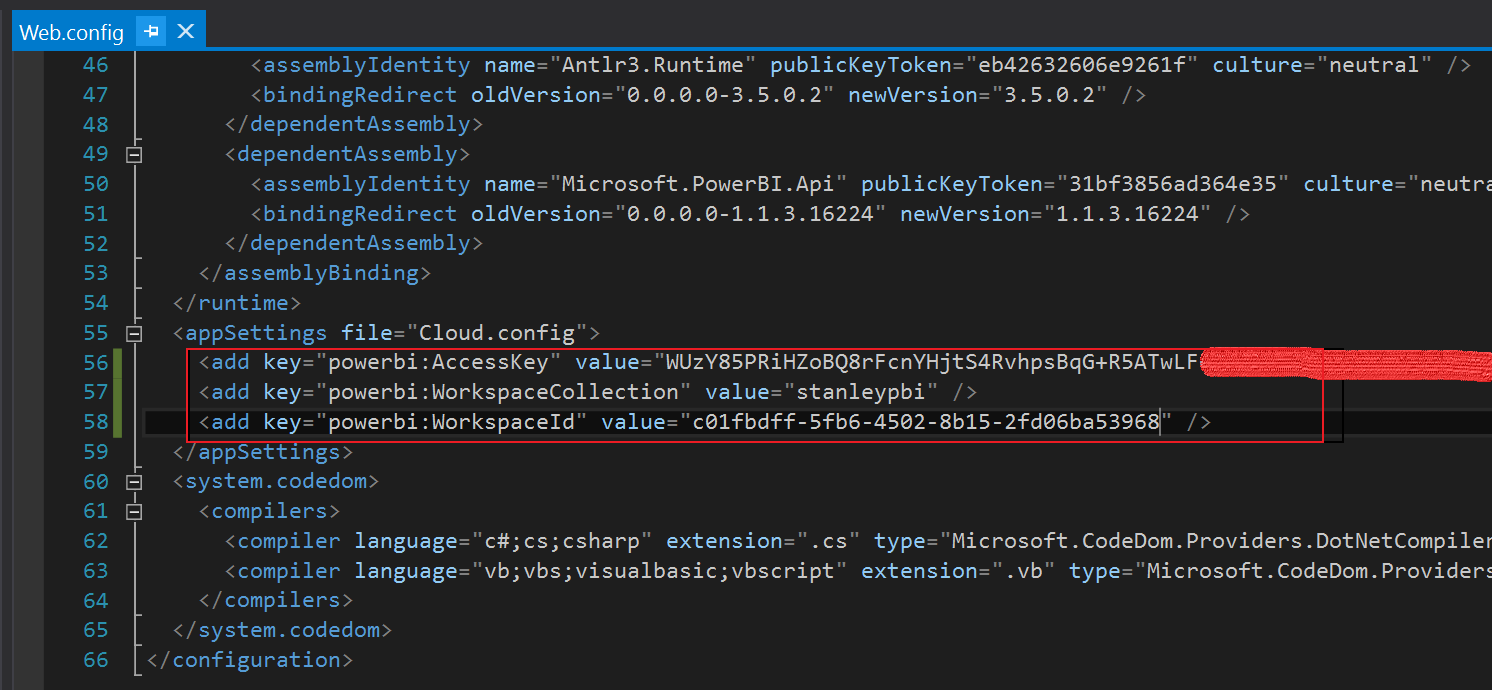 Web.config
46 <assemblyIdentity name="Antlr3.Runtime" publicKeyToken="eb42632606e9261f" culture="neutral" />
47 <bindingRedirect oldVersion="0.0.0.0-3.5.0.2" newVersion="3.5.0.2" />
48 </dependentAssembly>
49 <dependentAssembly>
50 <assemblyIdentity name="Microsoft.PowerBI.Api" publicKeyToken="31bf3856ad364e35" culture="neutra
51 <bindingRedirect oldVersion="0.0.0.0-1.1.3.16224" newVersion="1.1.3.16224" />
52 </dependentAssembly>
53 </assemblyBinding>
54 </runtime>
55 <appSettings file="Cloud.config">
56 <add key="powerbi:AccessKey" value="WUzY85PRiHZoBQ8rFcnYHjtS4RvhpsBqG+R5ATwLF
57 <add key="powerbi:WorkspaceCollection" value="stanleypbi" />
58 <add key="powerbi:WorkspaceId" value="c01fbdff-5fb6-4502-8b15-2fd06ba53968" />
59 </appSettings>
60 <system.codedom>
61 <compilers>
62 <compiler language="c#;cs;csharp" extension=".cs" type="Microsoft.CodeDom.Providers.DotNetCompiler
63 <compiler language="vb;vbs;visualbasic;vbscript" extension=".vb" type="Microsoft.CodeDom.Providers
64 </compilers>
65 </system.codedom>
66 </configuration>